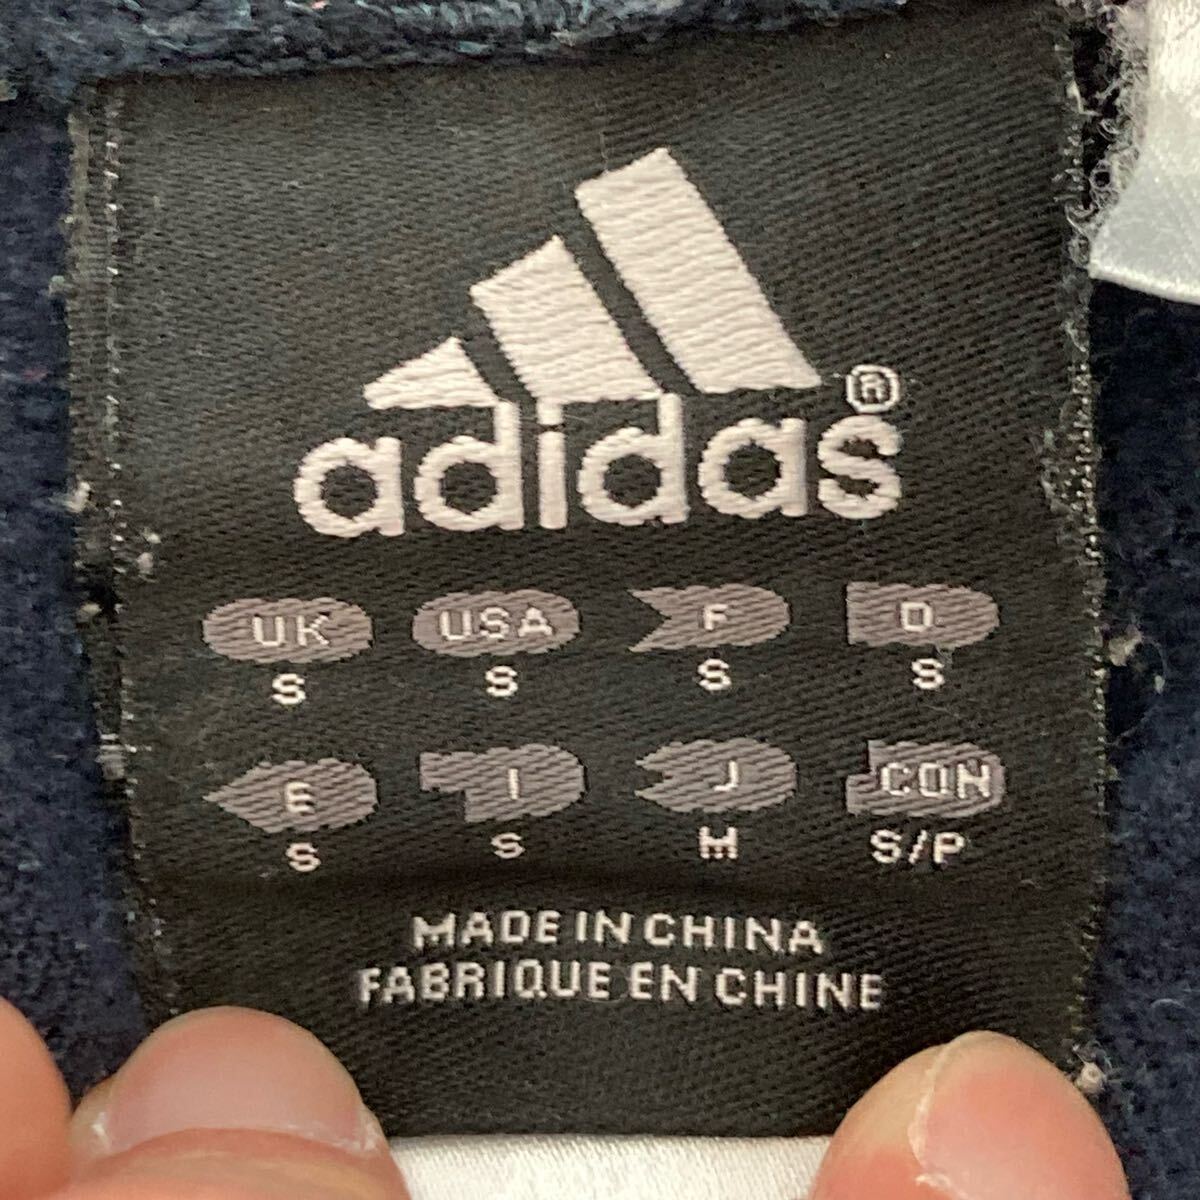 adidas®
UK USA F D
S S S S
E I J CON
S S M S/P
MADE IN CHINA
FABRIQUE EN CHINE